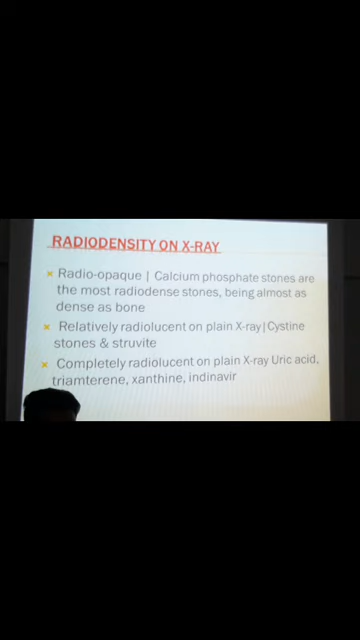 RADIODENSITY ON X-RAY
Radio-opaque | Calcium phosphate stones are
the most radiodense stones, being almost as
dense as bone
Relatively radiolucent on plain X-ray|Cystine
stones & struvite
Completely radiolucent on plain X-ray Uric acid,
triamterene, xanthine, indinavir